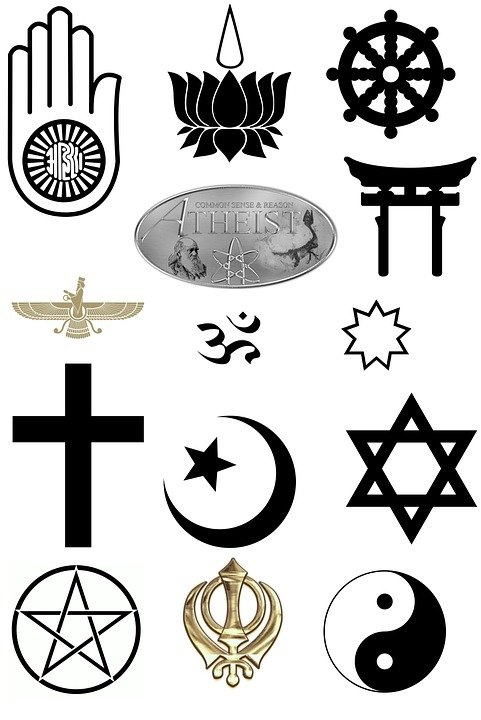 COMMON SENSE & REASON
ATHEIST
ॐ